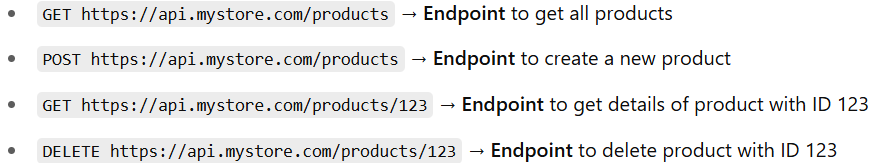 GET https://api.mystore.com/products → Endpoint to get all products
POST https://api.mystore.com/products → Endpoint to create a new product
GET https://api.mystore.com/products/123 → Endpoint to get details of product with ID 123
DELETE https://api.mystore.com/products/123 → Endpoint to delete product with ID 123